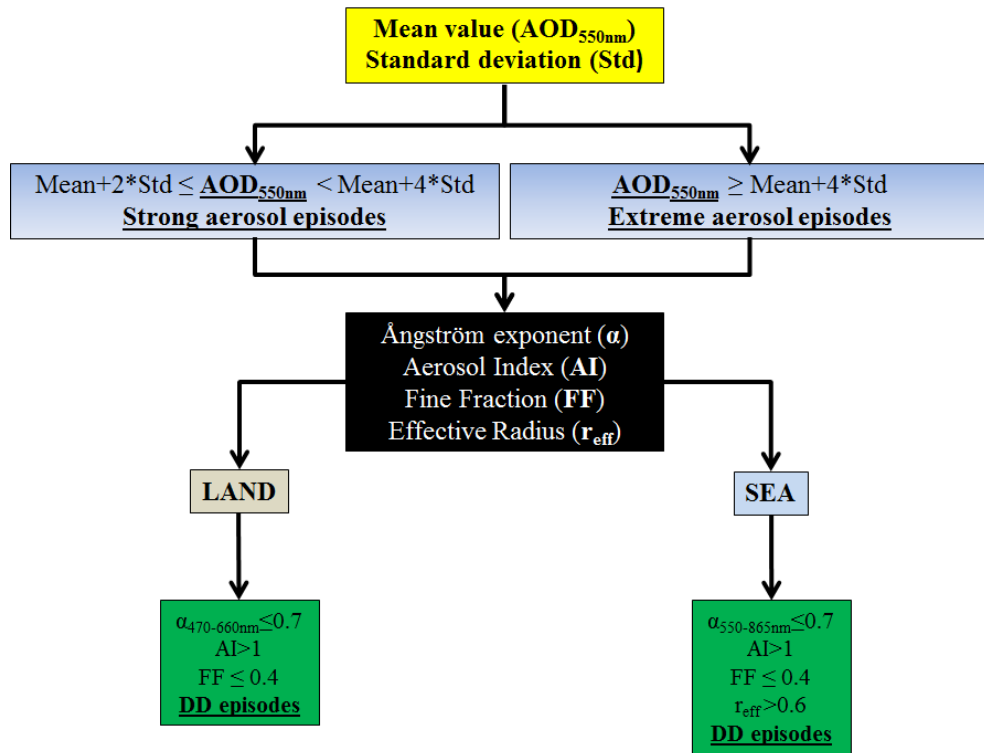 Mean value (AOD550nm)
Standard deviation (Std)
Mean+2*Std ≤ AOD550nm < Mean+4*Std
Strong aerosol episodes
AOD550nm ≥ Mean+4*Std
Extreme aerosol episodes
Ångström exponent (α)
Aerosol Index (AI)
Fine Fraction (FF)
Effective Radius (reff)
LAND
SEA
α470-660nm≤0.7
AI>1
FF ≤ 0.4
DD episodes
α550-865nm≤0.7
AI>1
FF ≤ 0.4
reff>0.6
DD episodes